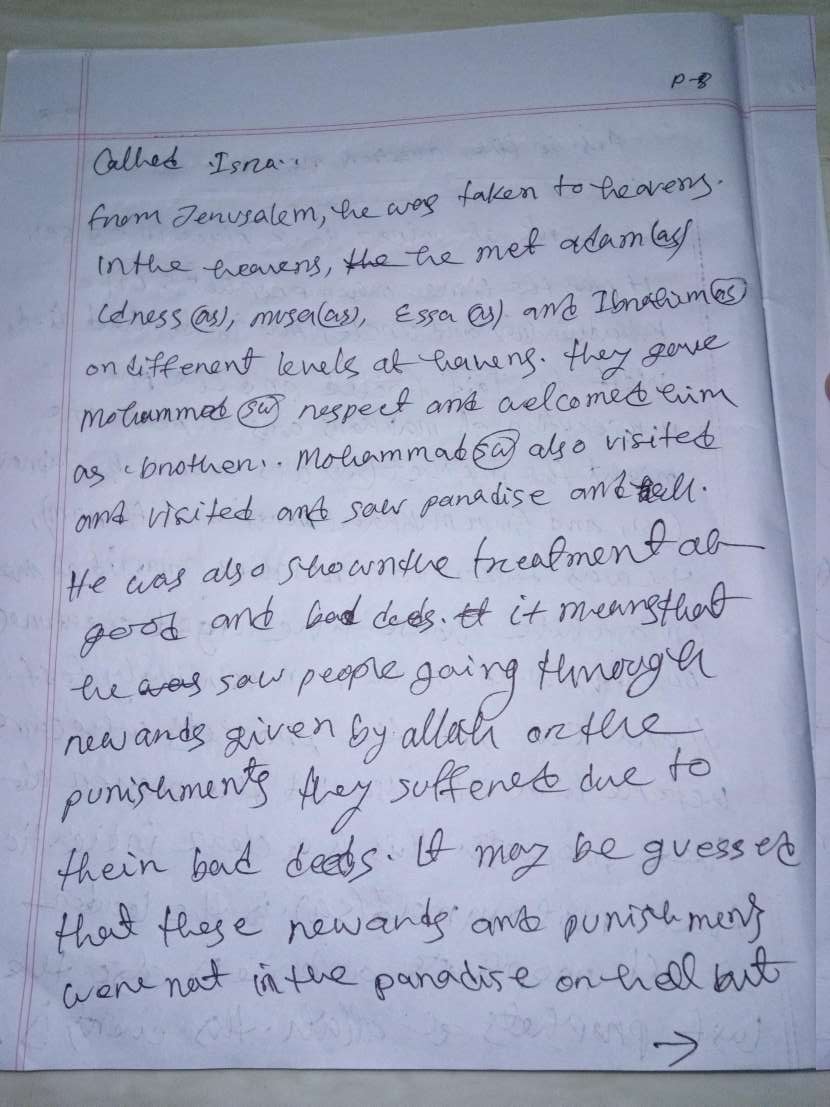 P-8
Called "Isra".
from Jerusalem, he was taken to heavens.
In the heavens, the he met adam (as)
Idress (as), musa (as), Essa (as) and Ibrahim (as)
on different levels of havens. they gave
Mohammed (sw) respect and welcomed him
as "brother". Mohammad (sw) also visited
and visited and saw paradise and hell.
He was also shown the treatment of
good and bad deeds. it means that
he was saw people going through
rewards given by allah or the
punishments they suffered due to
their bad deeds. It may be guessed
that these rewards and punishment
were not in the paradise or hell but
→